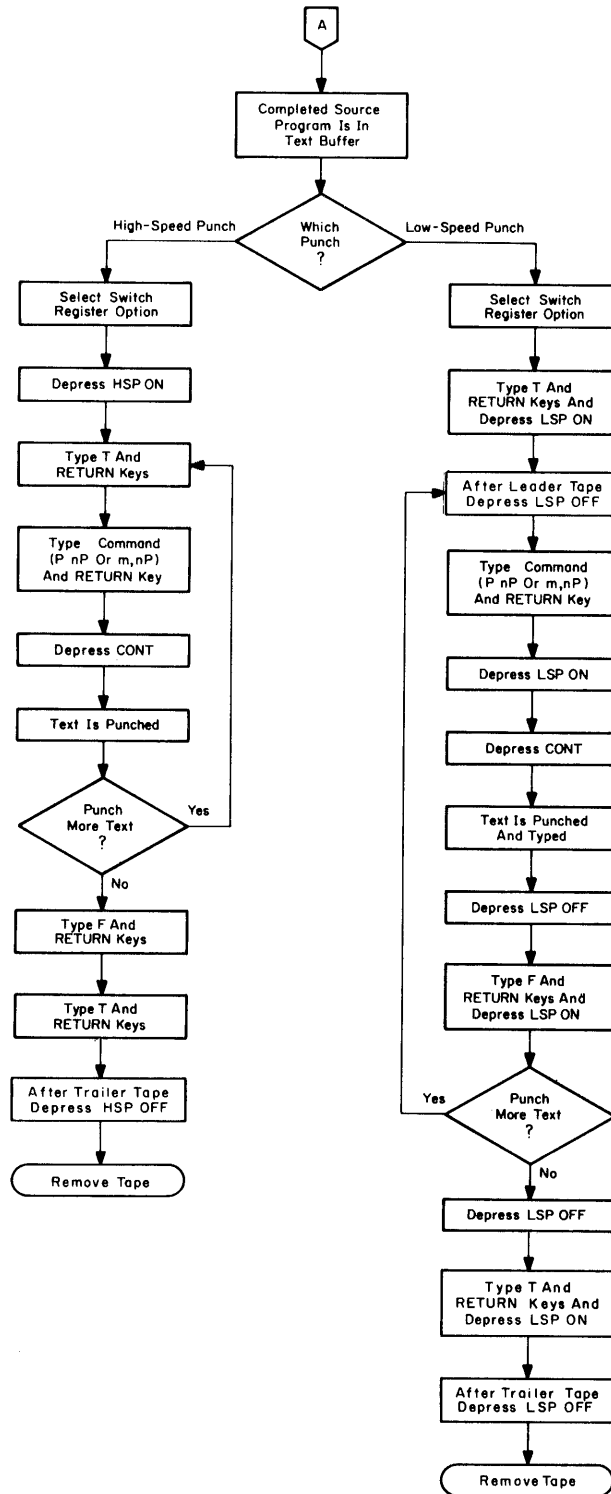 A
Completed Source
Program Is In
Text Buffer
High-Speed Punch
Which
Punch
?
Low-Speed Punch
Select Switch
Register Option
Depress HSP ON
Type T And
RETURN Keys
Type Command
(P nP Or m,nP)
And RETURN Key
Depress CONT
Text Is Punched
Punch
More Text
?
Yes
No
Type F And
RETURN Keys
Type T And
RETURN Keys
After Trailer Tape
Depress HSP OFF
Remove Tape
Select Switch
Register Option
Type T And
RETURN Keys And
Depress LSP ON
After Leader Tape
Depress LSP OFF
Type Command
(P nP Or m,nP)
And RETURN Key
Depress LSP ON
Depress CONT
Text Is Punched
And Typed
Depress LSP OFF
Type F And
RETURN Keys And
Depress LSP ON
Yes
Punch
More Text
?
No
Depress LSP OFF
Type T And
RETURN Keys And
Depress LSP ON
After Trailer Tape
Depress LSP OFF
Remove Tape